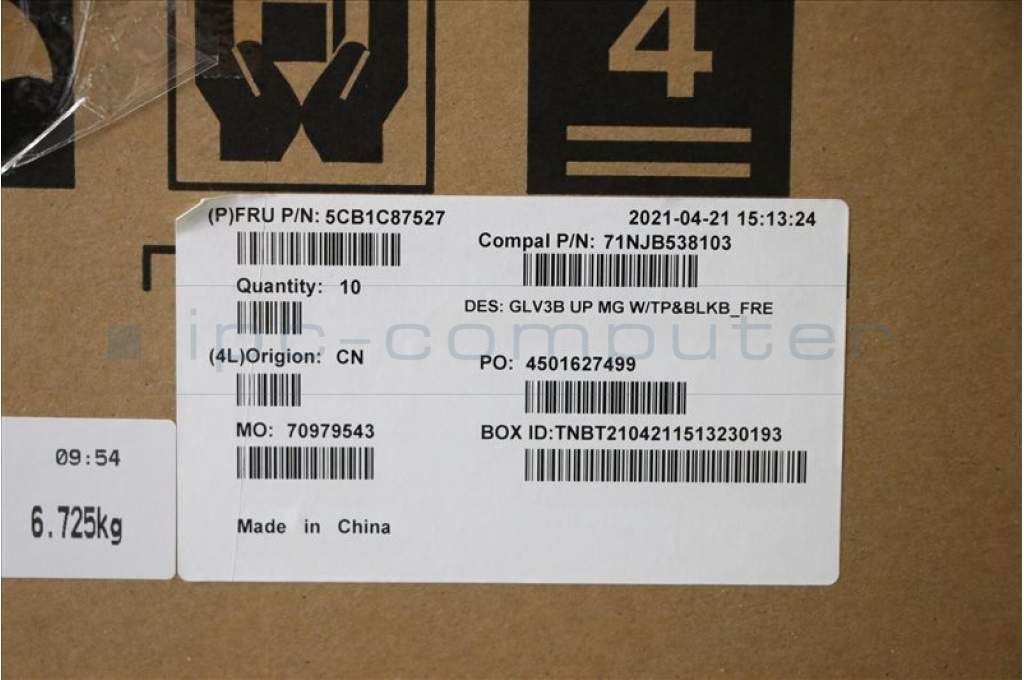 4
(P)FRU P/N: 5CB1C87527
2021-04-21 15:13:24
Compal P/N: 71NJB538103
Quantity: 10
DES: GLV3B UP MG W/TP&BLKB_FRE
ipc-computer
(4L)Origion: CN
PO: 4501627499
MO: 70979543
BOX ID:TNBT2104211513230193
09:54
6.725kg
Made in China